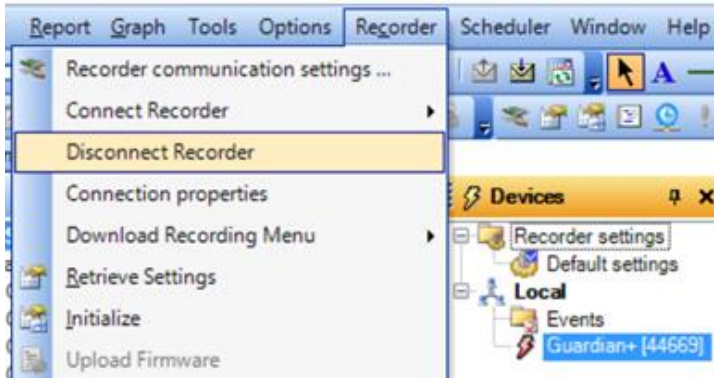 Report Graph Tools Options Recorder Scheduler Window Help
Recorder communication settings ...
Connect Recorder
Disconnect Recorder
Connection properties
Download Recording Menu
Retrieve Settings
Initialize
Upload Firmware
A
Devices
Recorder settings
Default settings
Local
Events
Guardian+ [44669]